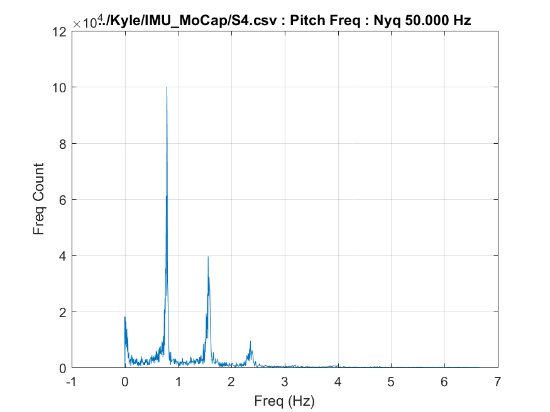 ×10⁴ ../Kyle/IMU_MoCap/S4.csv : Pitch Freq : Nyq 50.000 Hz
12
10
8
6
4
2
0
Freq Count
-1 0 1 2 3 4 5 6 7
Freq (Hz)